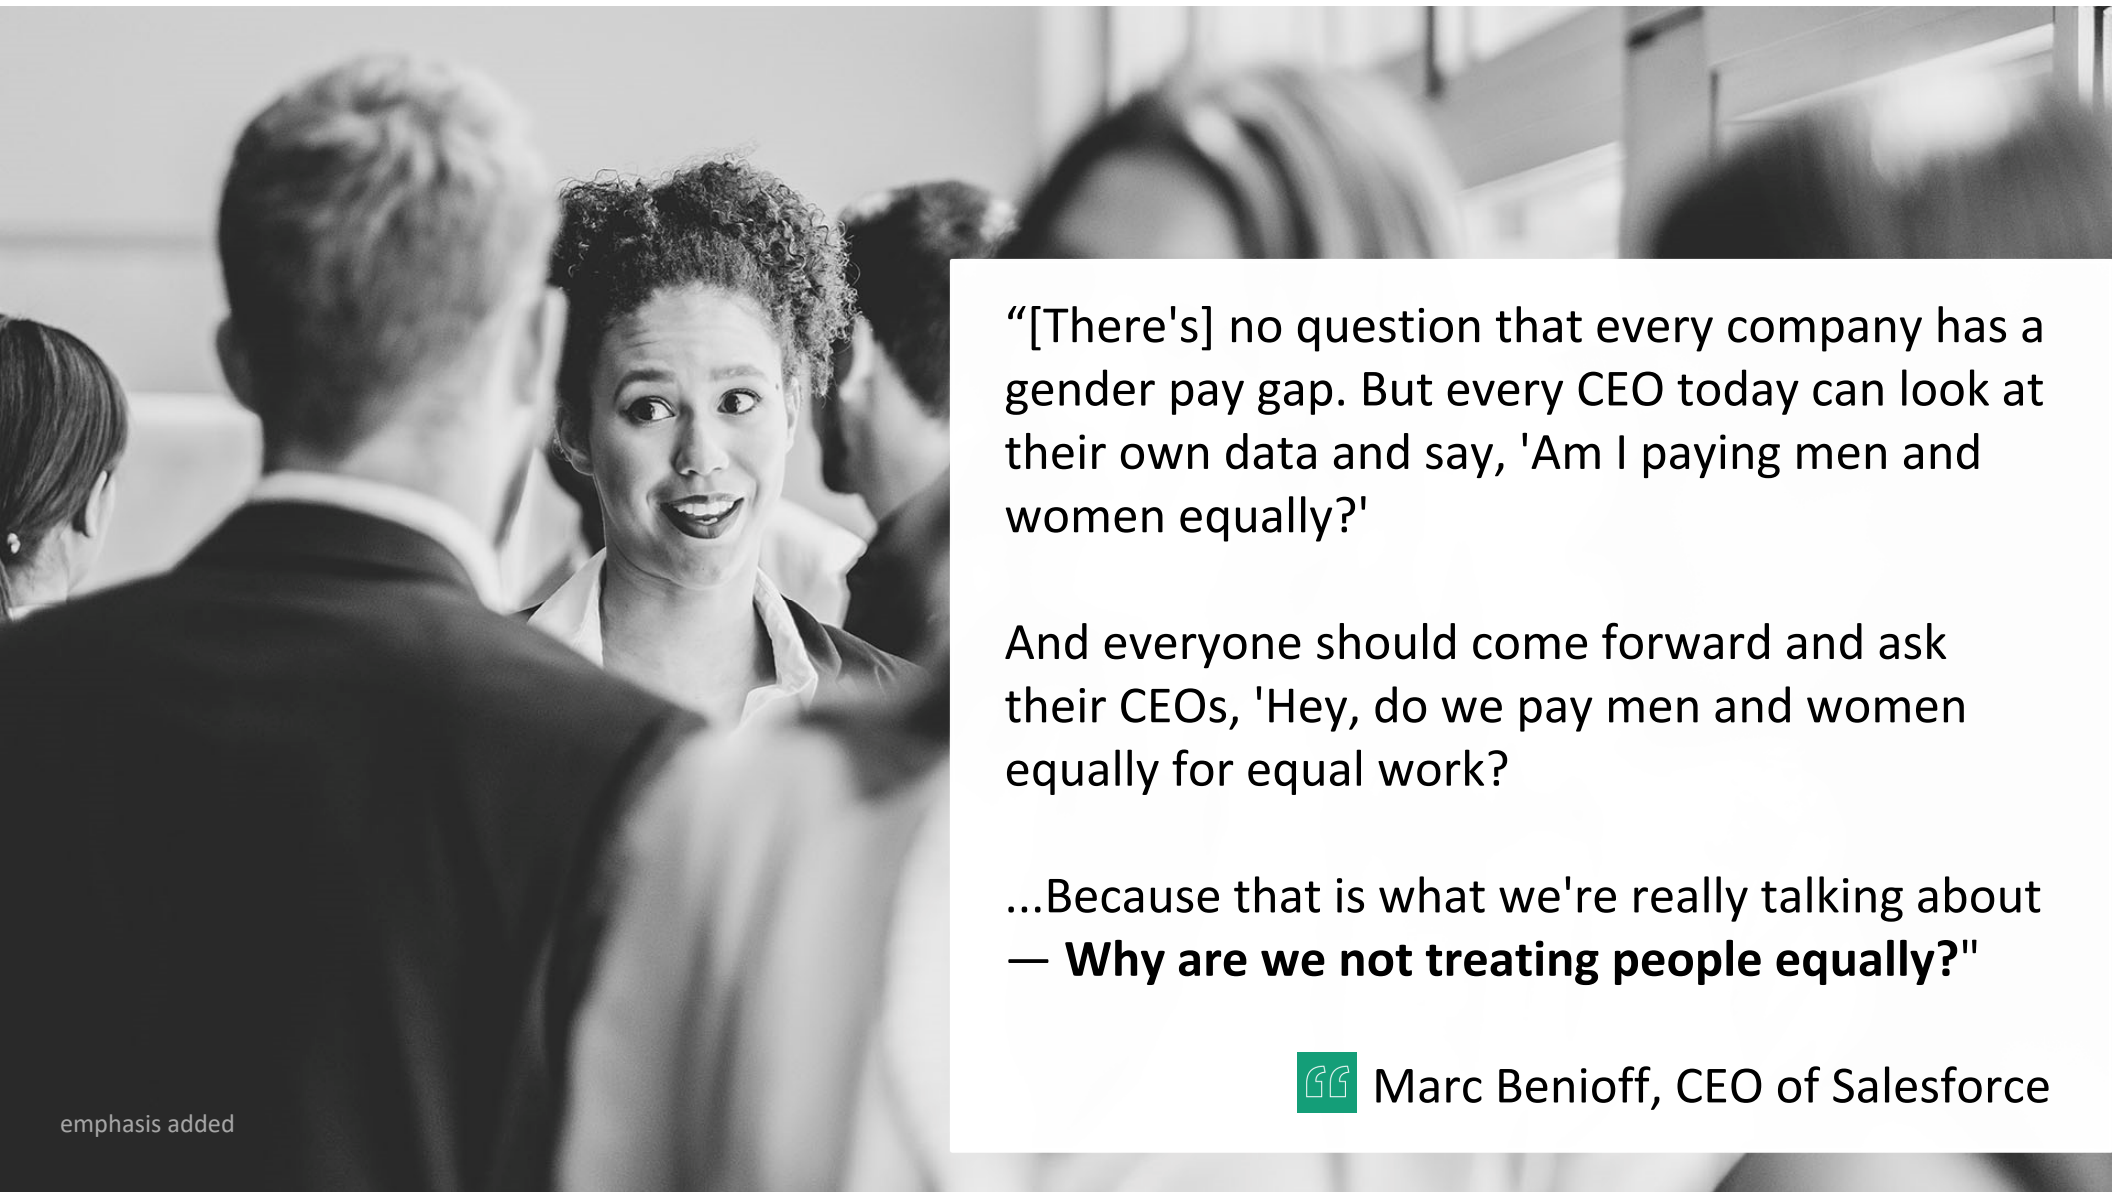 “[There's] no question that every company has a
gender pay gap. But every CEO today can look at
their own data and say, 'Am I paying men and
women equally?'
And everyone should come forward and ask
their CEOs, 'Hey, do we pay men and women
equally for equal work?
...Because that is what we're really talking about
— Why are we not treating people equally?"
Marc Benioff, CEO of Salesforce
emphasis added